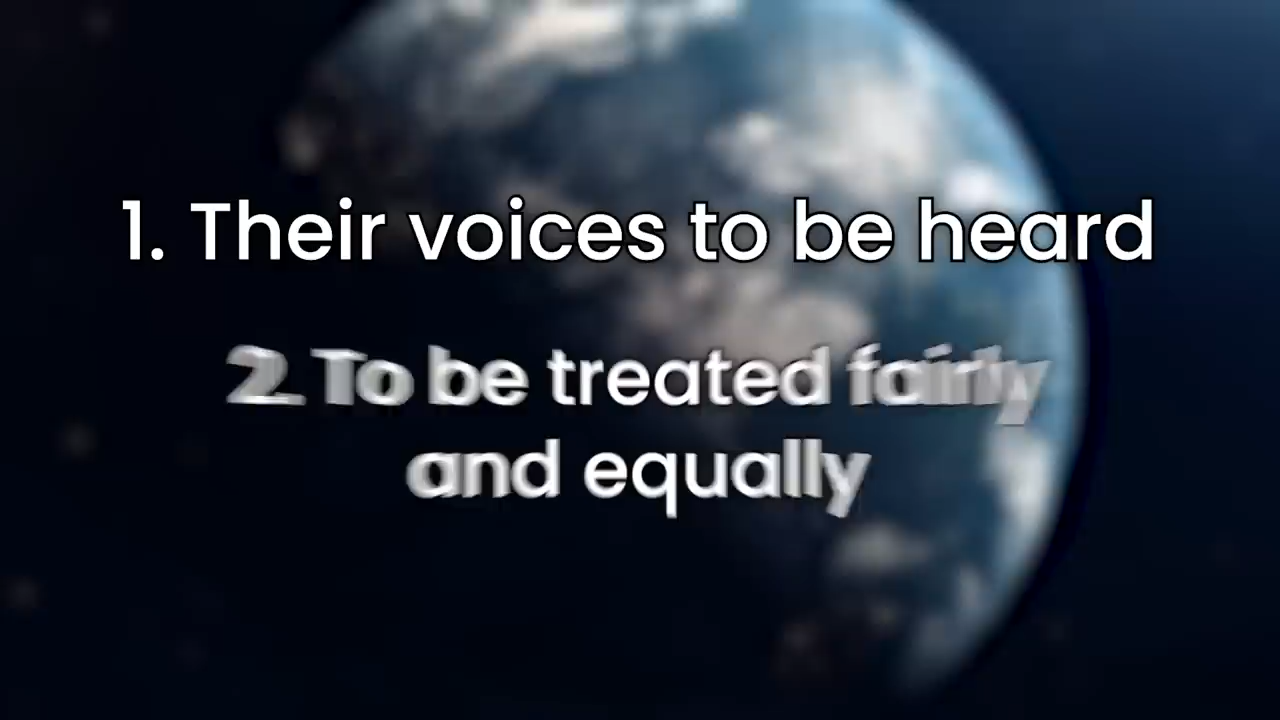 1. Their voices to be heard
2. To be treated fairly
and equally